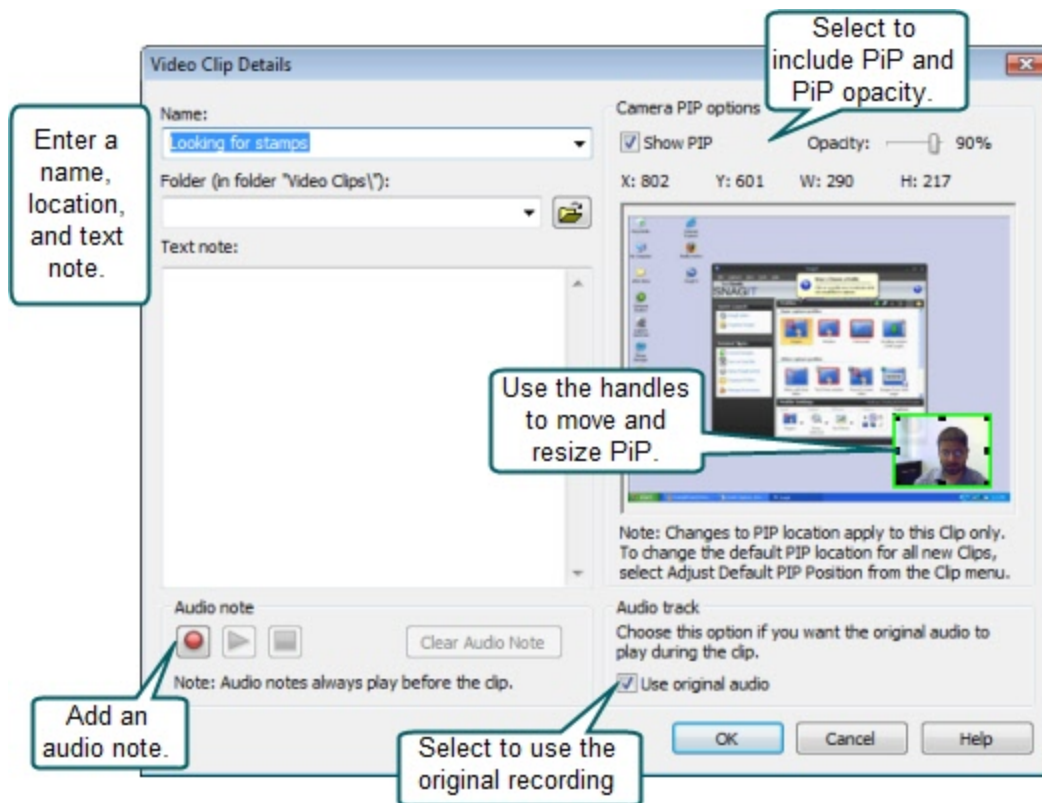 Select to
include PiP and
PiP opacity.
Video Clip Details
Enter a
name,
location,
and text
note.
Name:
Looking for stamps
Folder (in folder "Video Clips\"):
Text note:
Camera PIP options
Show PIP
Opacity: 90%
X: 802 Y: 601 W: 290 H: 217
SNAGIT
Use the handles
to move and
resize PiP.
Note: Changes to PIP location apply to this Clip only.
To change the default PIP location for all new Clips,
select Adjust Default PIP Position from the Clip menu.
Audio note
Clear Audio Note
Note: Audio notes always play before the clip.
Add an
audio note.
Audio track
Choose this option if you want the original audio to
play during the clip.
Use original audio
Select to use the
original recording
OK Cancel Help